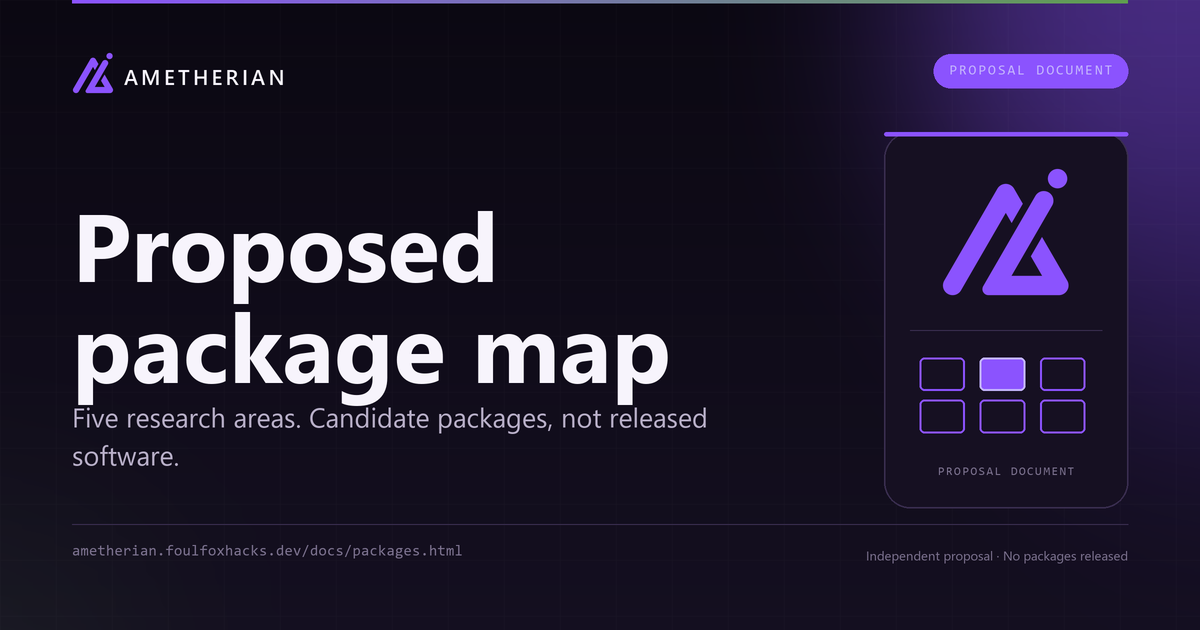 AMETHERIAN
PROPOSAL DOCUMENT
Proposed
package map
Five research areas. Candidate packages, not released
software.
PROPOSAL DOCUMENT
ametherian.foulfoxhacks.dev/docs/packages.html
Independent proposal · No packages released